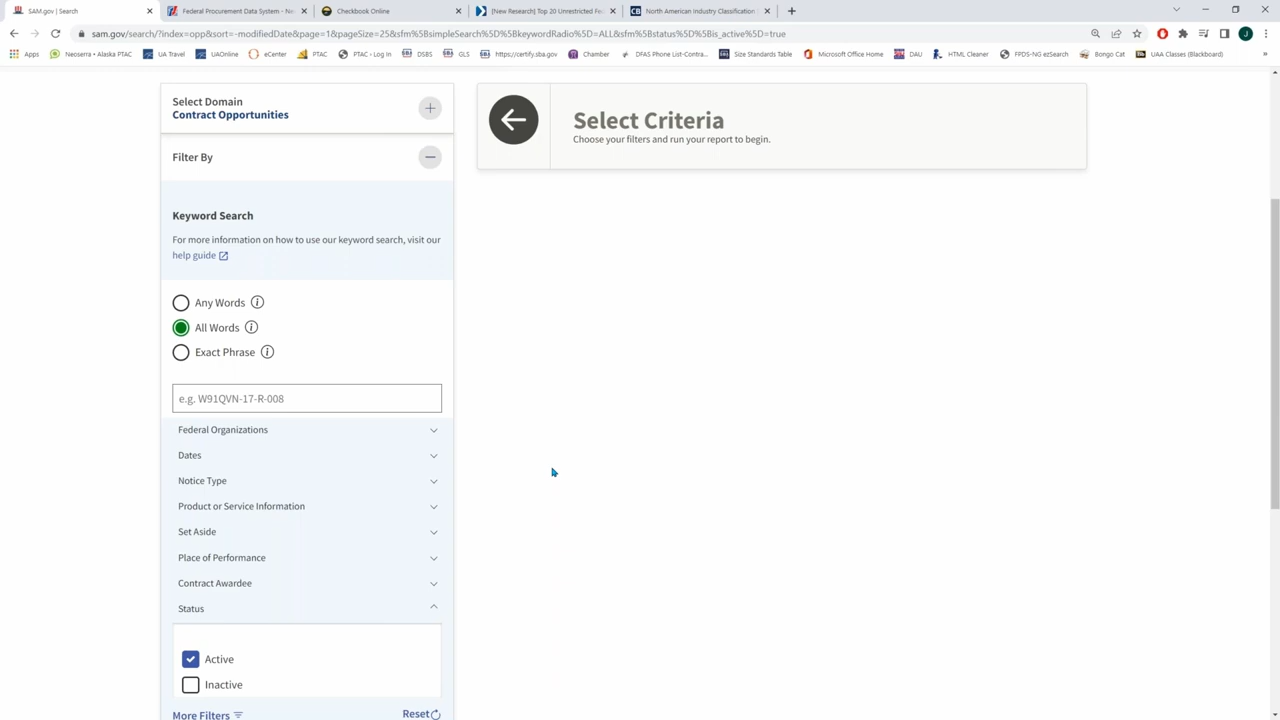 SAM.gov | Search
Federal Procurement Data System - Ne
Checkbook Online
[New Research] Top 20 Unrestricted Fe
North American Industry Classification
sam.gov/search/?index=opp&sort=-modifiedDate&page=1&pageSize=25&sfm%5BsimpleSearch%5D%5BkeywordRadio%5D=ALL&sfm%5Bstatus%5D%5Bis_active%5D=true
J
Apps
Neoserra • Alaska PTAC
UA Travel
UAOnline
eCenter
PTAC
PTAC › Log In
DSBS
GLS
https://certify.sba.gov
Chamber
DFAS Phone List-Contra...
Size Standards Table
Microsoft Office Home
DAU
HTML Cleaner
FPDS-NG ezSearch
Bongo Cat
UAA Classes (Blackboard)
»
Select Domain
Contract Opportunities
Filter By
Keyword Search
For more information on how to use our keyword search, visit our
help guide
Any Words
All Words
Exact Phrase
e.g. W91QVN-17-R-008
Federal Organizations
Dates
Notice Type
Product or Service Information
Set Aside
Place of Performance
Contract Awardee
Status
Active
Inactive
More Filters
Reset
Select Criteria
Choose your filters and run your report to begin.